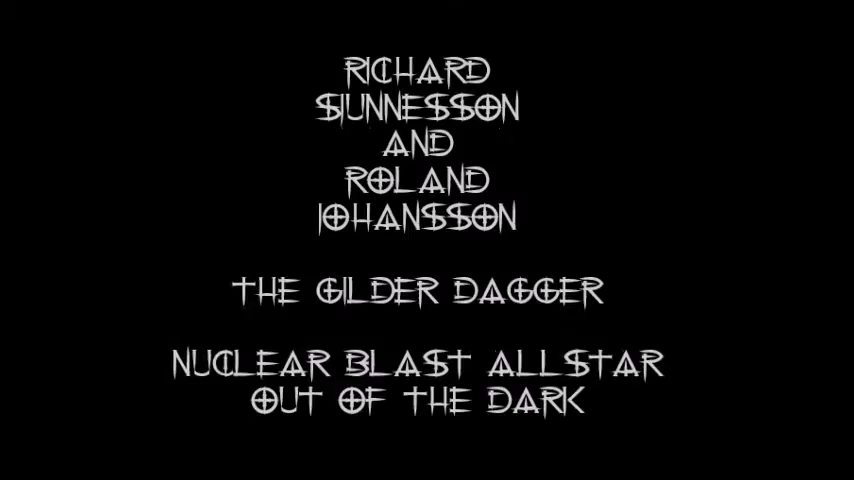 RICHARD
SJUNNESSON
AND
ROLAND
JOHANSSON
THE GILDER DAGGER
NUCLEAR BLAST ALLSTAR
OUT OF THE DARK